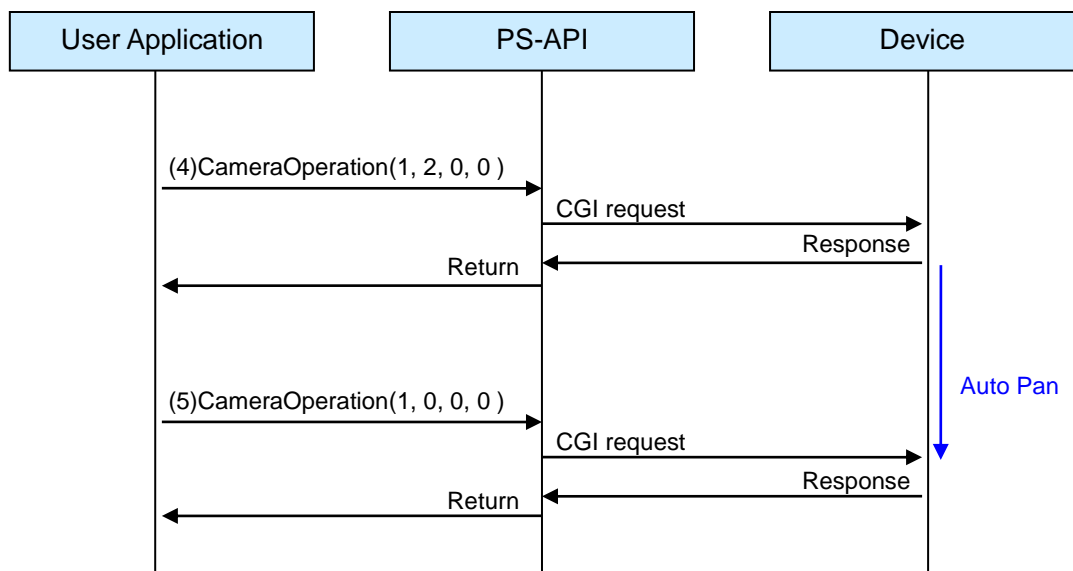 User Application
PS-API
Device
(4)CameraOperation(1, 2, 0, 0 )
CGI request
Response
Return
Auto Pan
(5)CameraOperation(1, 0, 0, 0 )
CGI request
Response
Return